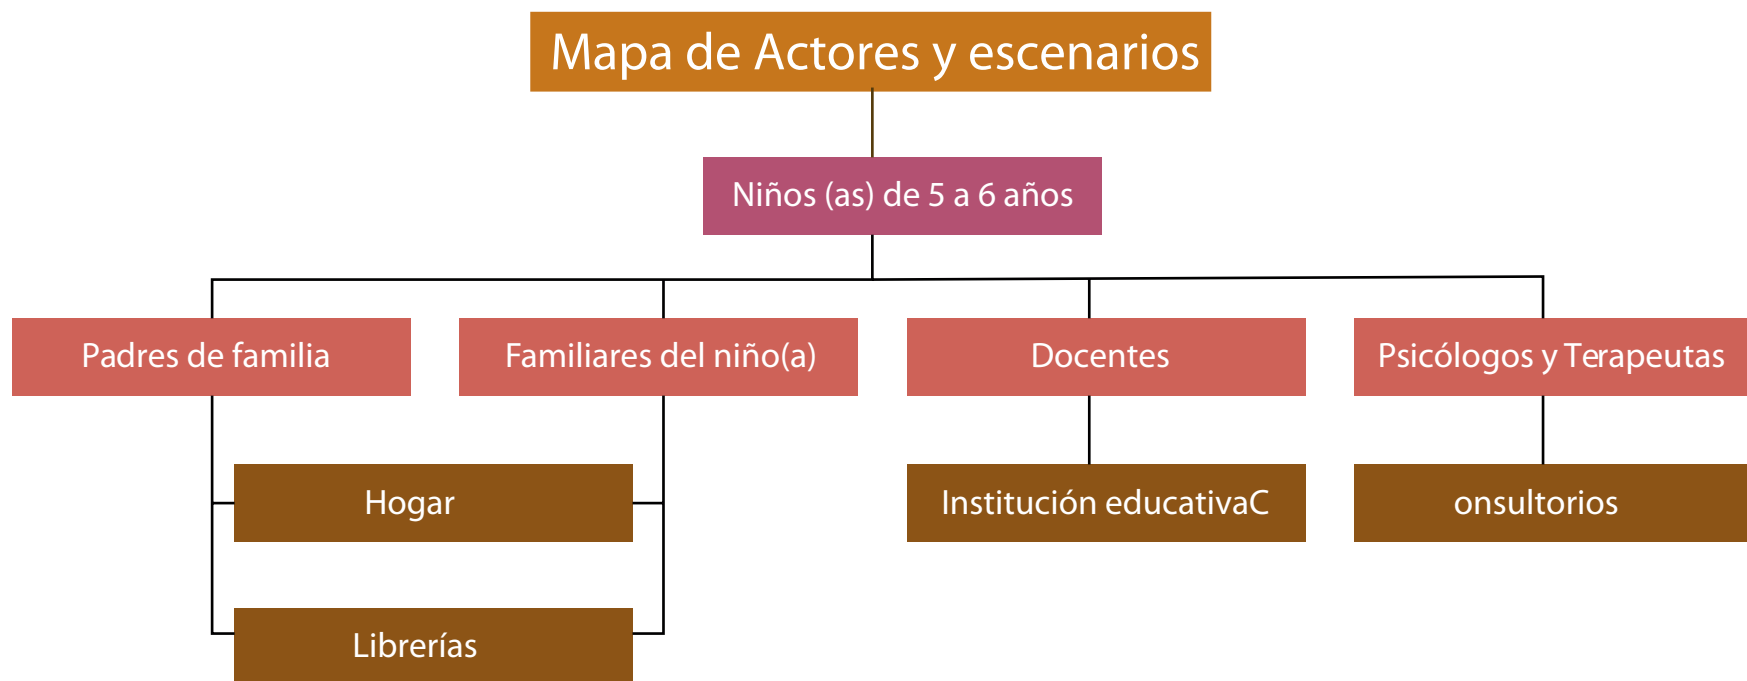 Mapa de Actores y escenarios
Niños (as) de 5 a 6 años
Padres de familia
Familiares del niño(a)
Docentes
Psicólogos y Terapeutas
Hogar
Institución educativaC
onsultorios
Librerías